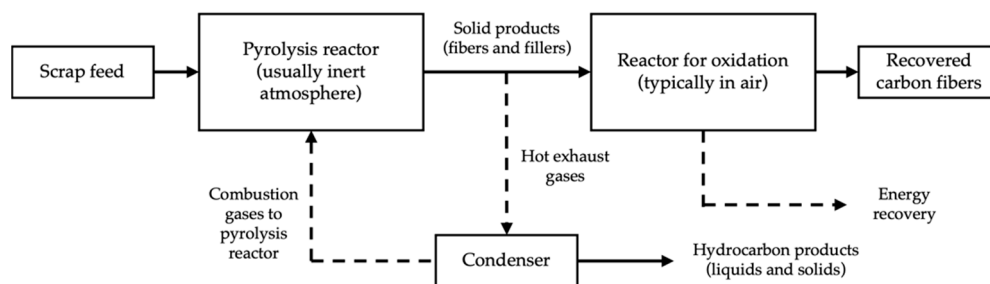 Scrap feed
Pyrolysis reactor
(usually inert
atmosphere)
Solid products
(fibers and fillers)
Reactor for oxidation
(typically in air)
Recovered
carbon fibers
Hot exhaust
gases
Combustion
gases to
pyrolysis
reactor
Energy
recovery
Condenser
Hydrocarbon products
(liquids and solids)